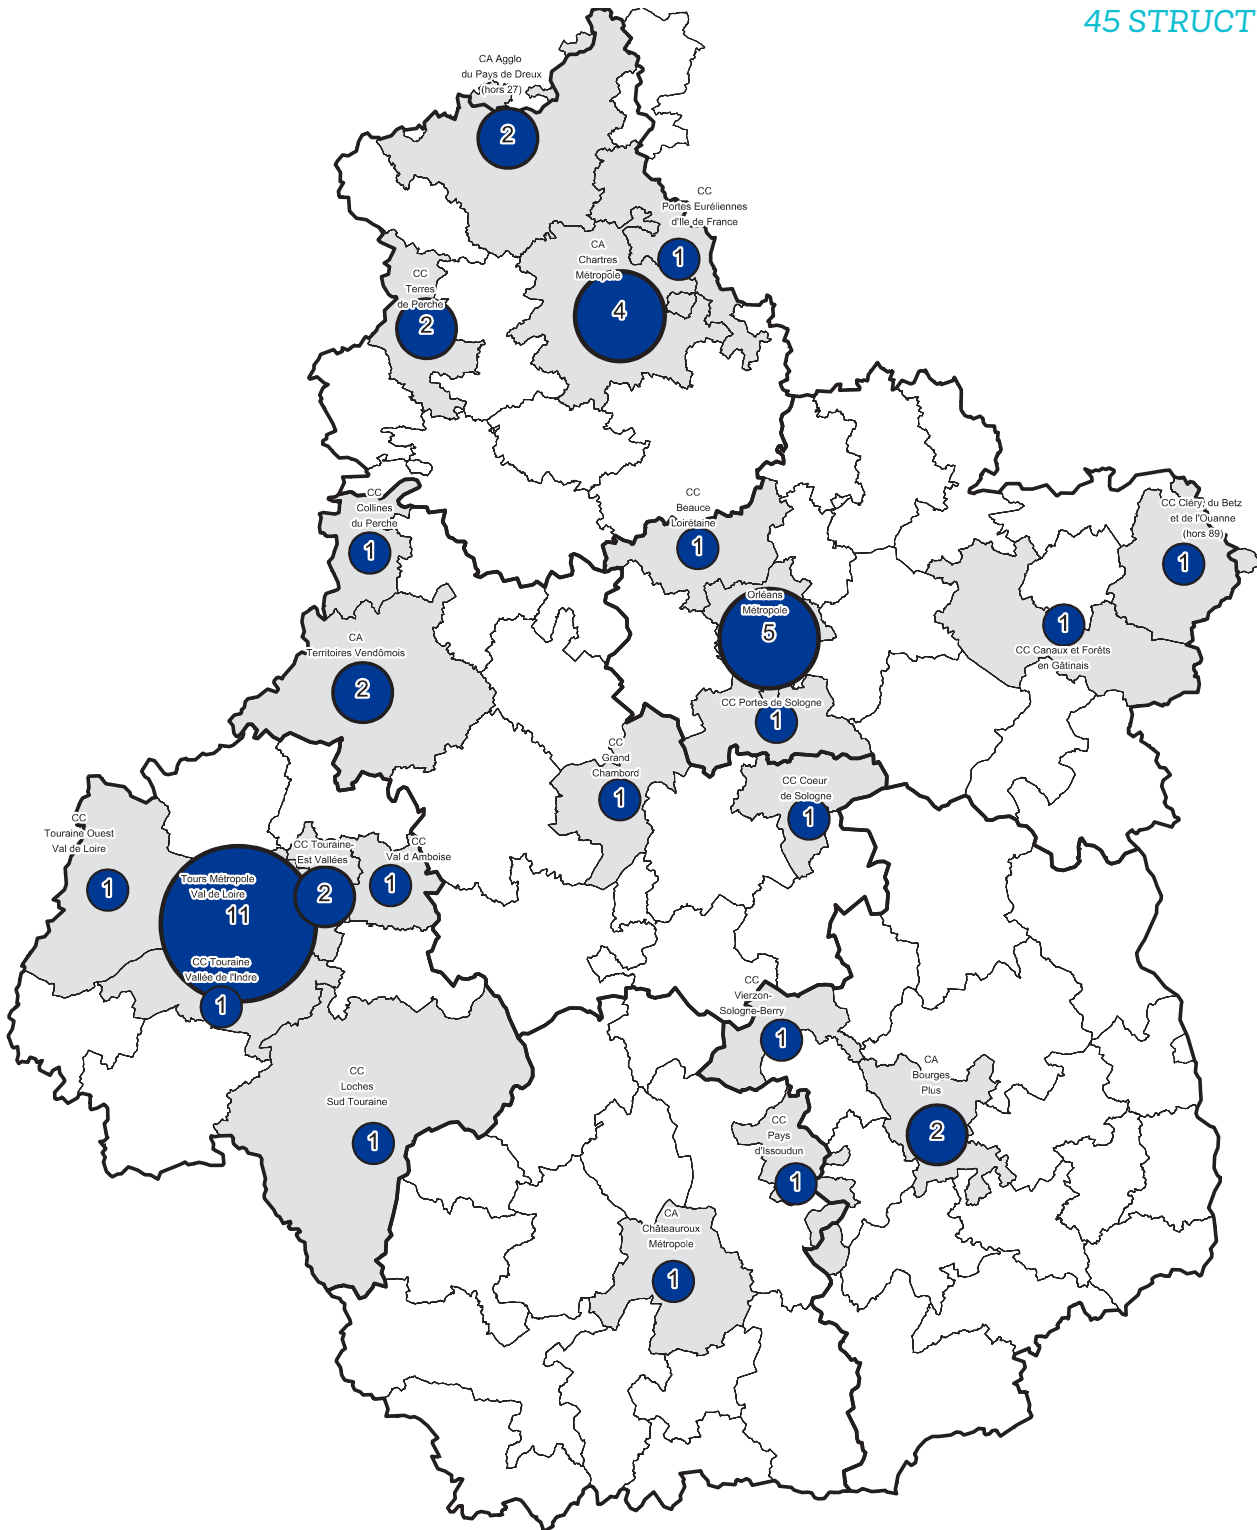 45 STRUCT
CA Agglo
du Pays de Dreux
(hors 27)
2
CC
Portes Euréliennes
d'Ile de France
1
CA
Chartres
Métropole
4
CC
Terres
de Perche
2
CC
Collines
du Perche
1
CC
Beauce
Loirétaine
1
CC Cléry, du Betz
et de l'Ouanne
(hors 89)
1
Orléans
Métropole
5
1
CC Canaux et Forêts
en Gâtinais
CA
Territoires Vendômois
2
CC Portes de Sologne
1
CC
Grand
Chambord
1
CC Coeur
de Sologne
1
CC
Touraine Ouest
Val de Loire
1
CC Touraine-
Est Vallées
2
CC
Val d Amboise
1
Tours Métropole
Val de Loire
11
CC Touraine
Vallée de l'Indre
1
CC
Vierzon-
Sologne-Berry
1
CA
Bourges
Plus
2
CC
Loches
Sud Touraine
1
CC
Pays
d'Issoudun
1
CA
Châteauroux
Métropole
1